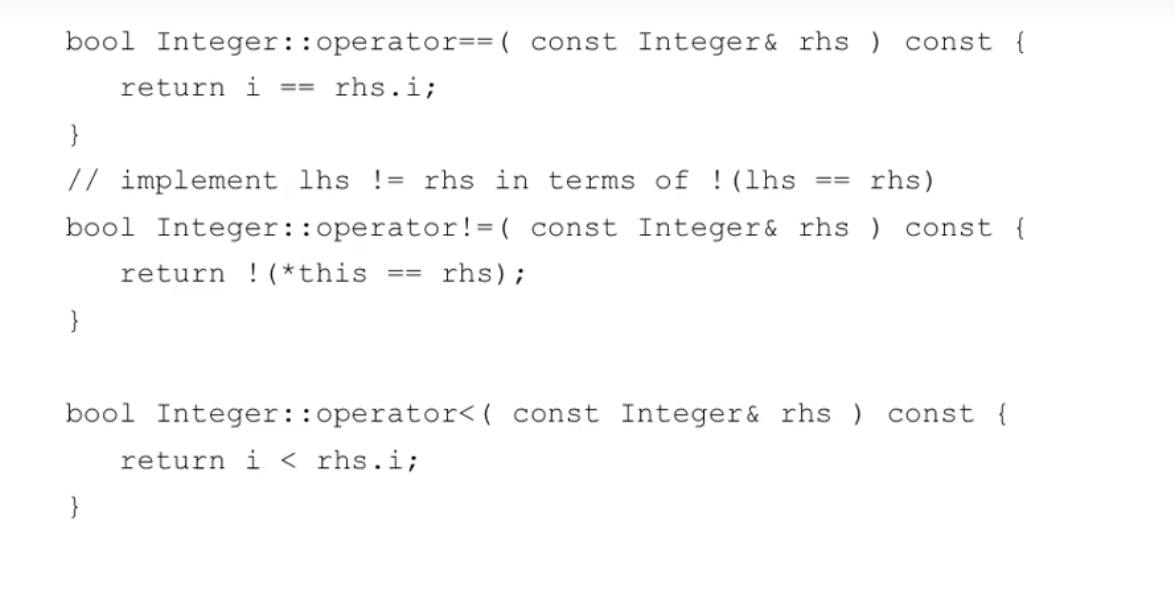 bool Integer::operator==( const Integer& rhs ) const {
   return i == rhs.i;
}
// implement lhs != rhs in terms of !(lhs == rhs)
bool Integer::operator!=( const Integer& rhs ) const {
   return !(*this == rhs);
}
bool Integer::operator<( const Integer& rhs ) const {
   return i < rhs.i;
}